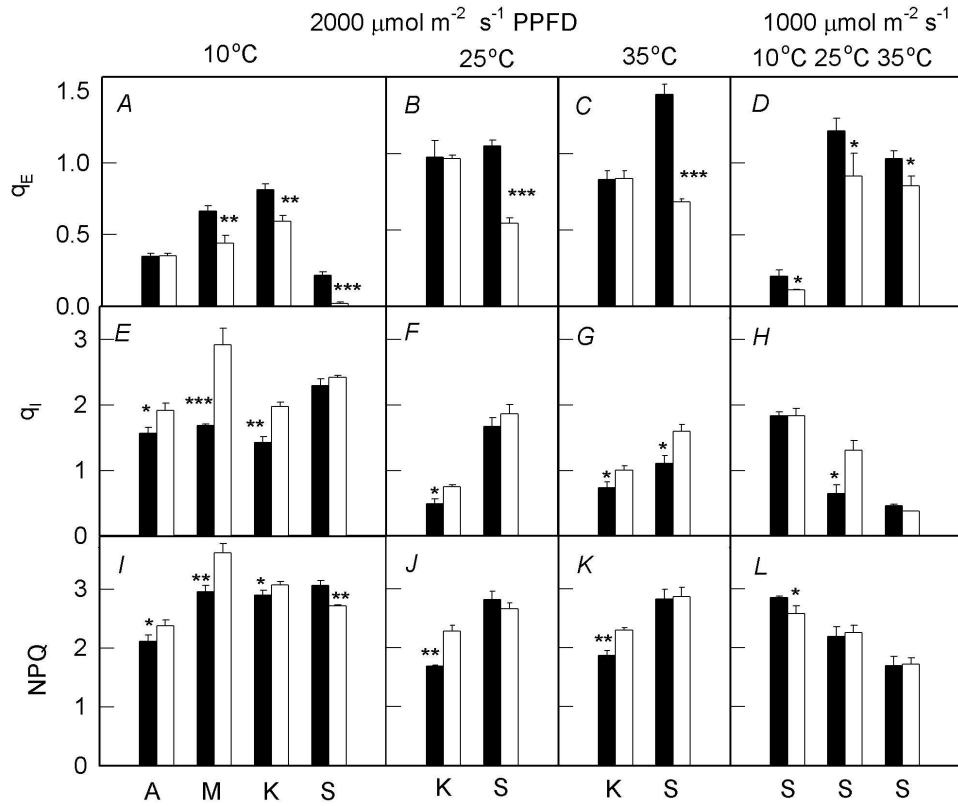 2000 μmol m⁻² s⁻¹ PPFD 1000 μmol m⁻² s⁻¹
10°C 25°C 35°C 10°C 25°C 35°C
1.5 A B C D
qE
1.0
** *** *** * *
0.5
** *** *
0.0
3 E F G H
qI
2
* *** ** * * *
1
0
I J K L
NPQ
3
* ** * ** ** ** *
2
1
0
A M K S K S K S S S S